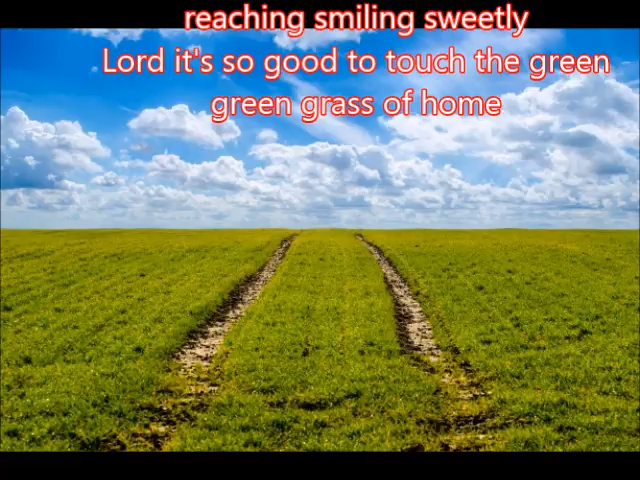 reaching smiling sweetly
Lord it's so good to touch the green
green grass of home